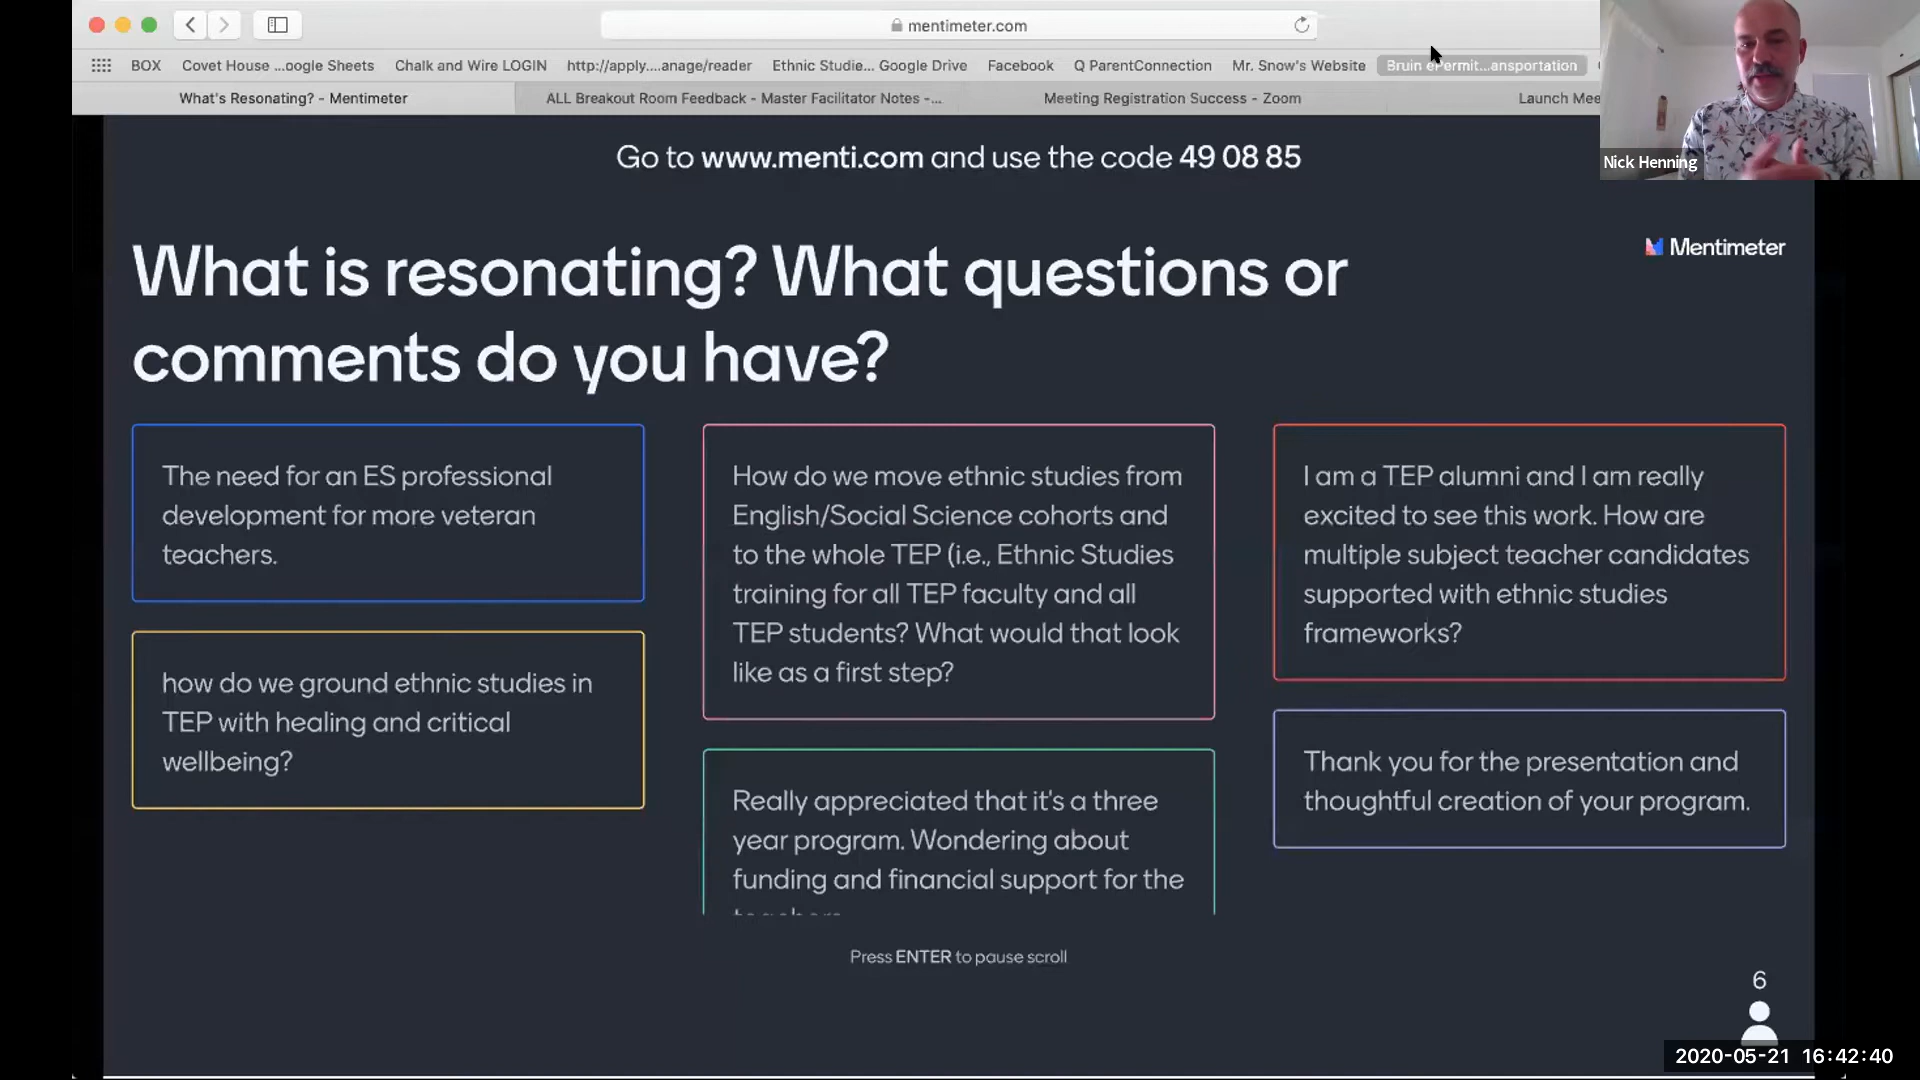 mentimeter.com
BOX
Covet House ...oogle Sheets
Chalk and Wire LOGIN
http://apply....anage/reader
Ethnic Studie... Google Drive
Facebook
Q ParentConnection
Mr. Snow's Website
Bruin ePermit...ansportation
What's Resonating? - Mentimeter
ALL Breakout Room Feedback - Master Facilitator Notes -...
Meeting Registration Success - Zoom
Launch Mee
Nick Henning
Go to www.menti.com and use the code 49 08 85
Mentimeter
What is resonating? What questions or
comments do you have?
The need for an ES professional
development for more veteran
teachers.
how do we ground ethnic studies in
TEP with healing and critical
wellbeing?
How do we move ethnic studies from
English/Social Science cohorts and
to the whole TEP (i.e., Ethnic Studies
training for all TEP faculty and all
TEP students? What would that look
like as a first step?
Really appreciated that it's a three
year program. Wondering about
funding and financial support for the
I am a TEP alumni and I am really
excited to see this work. How are
multiple subject teacher candidates
supported with ethnic studies
frameworks?
Thank you for the presentation and
thoughtful creation of your program.
Press ENTER to pause scroll
6
2020-05-21 16:42:40